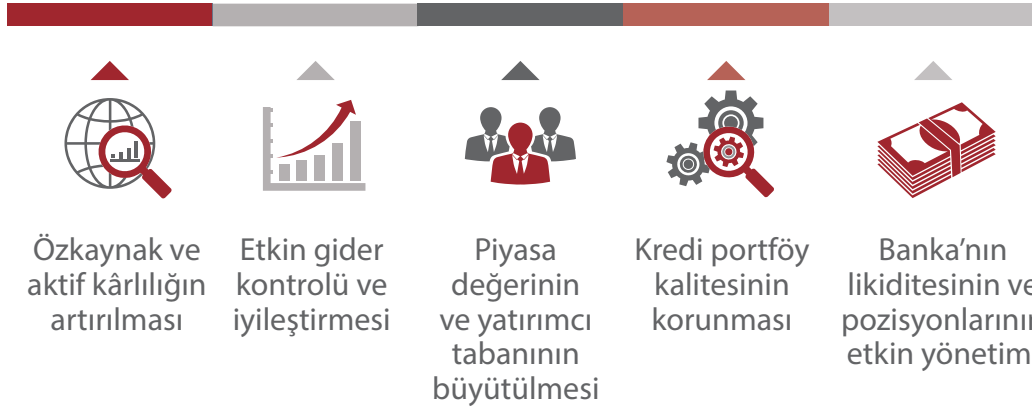 Özkaynak ve
aktif kârlılığın
artırılması
Etkin gider
kontrolü ve
iyileştirmesi
Piyasa
değerinin
ve yatırımcı
tabanının
büyütülmesi
Kredi portföy
kalitesinin
korunması
Banka’nın
likiditesinin ve
pozisyonlarının
etkin yönetim